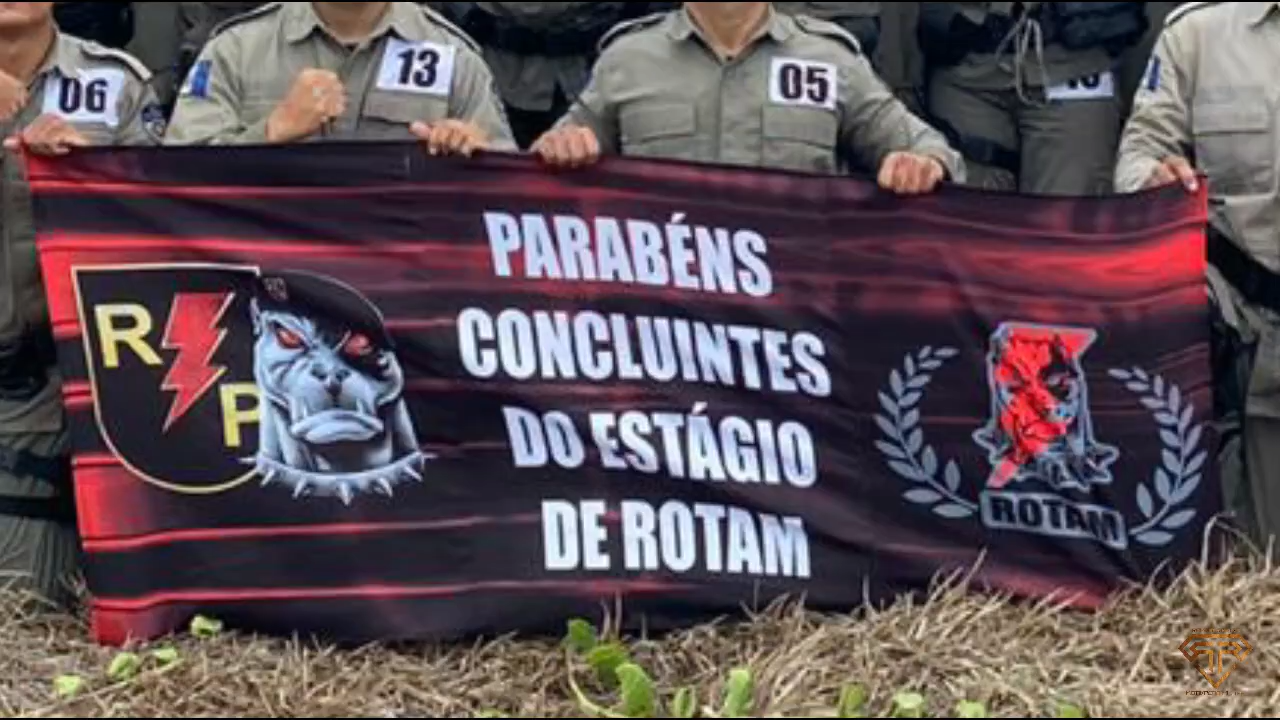 06
13
05
PARABÉNS
CONCLUINTES
DO ESTÁGIO
DE ROTAM
R
P
ROTAM